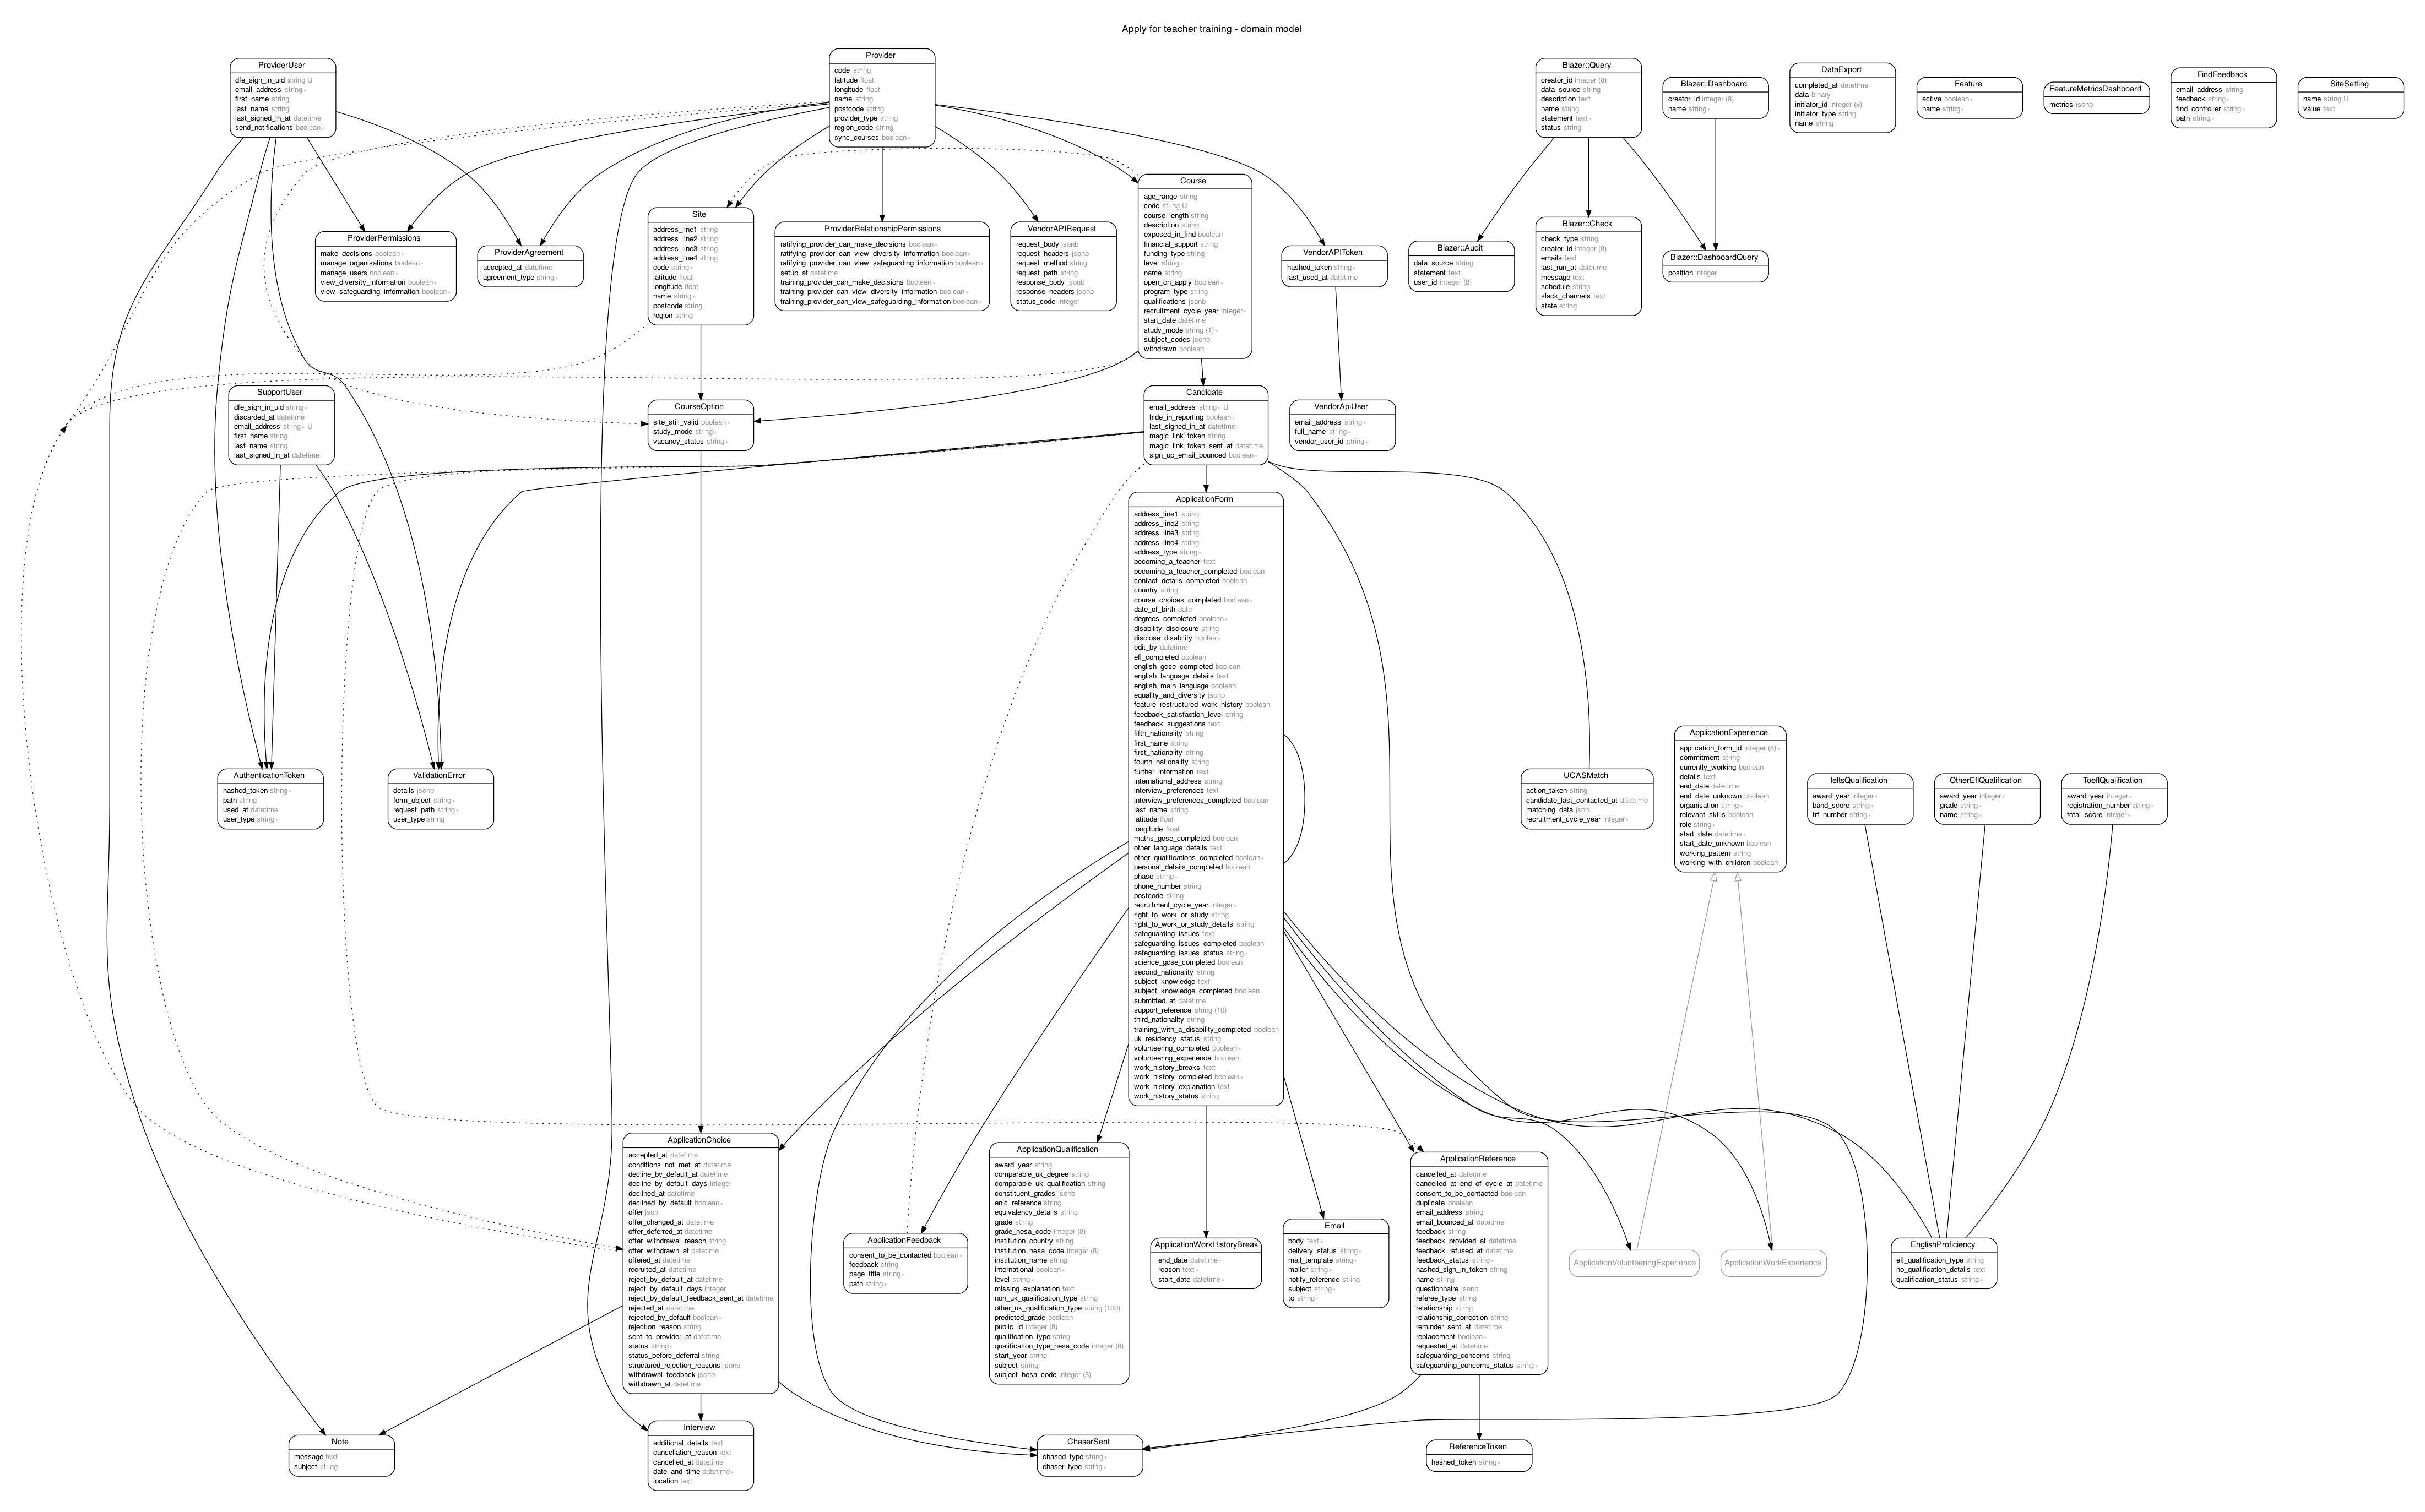 Apply for teacher training - domain model
ProviderUser
dfe_sign_in_uid string U
email_address string ∗
first_name string
last_name string
last_signed_in_at datetime
send_notifications boolean ∗
Provider
code string
latitude float
longitude float
name string
postcode string
provider_type string
region_code string
sync_courses boolean ∗
Blazer::Query
creator_id integer (8)
data_source string
description text
name string
statement text ∗
status string
Blazer::Dashboard
creator_id integer (8)
name string ∗
DataExport
completed_at datetime
data binary
initiator_id integer (8)
initiator_type string
name string
Feature
active boolean ∗
name string ∗
FeatureMetricsDashboard
metrics jsonb
FindFeedback
email_address string
feedback string ∗
find_controller string ∗
path string ∗
SiteSetting
name string U
value text
ProviderPermissions
make_decisions boolean ∗
manage_organisations boolean ∗
manage_users boolean ∗
view_diversity_information boolean ∗
view_safeguarding_information boolean ∗
ProviderAgreement
accepted_at datetime
agreement_type string ∗
Site
address_line1 string
address_line2 string
address_line3 string
address_line4 string
code string ∗
latitude float
longitude float
name string ∗
postcode string
region string
ProviderRelationshipPermissions
ratifying_provider_can_make_decisions boolean ∗
ratifying_provider_can_view_diversity_information boolean ∗
ratifying_provider_can_view_safeguarding_information boolean ∗
setup_at datetime
training_provider_can_make_decisions boolean ∗
training_provider_can_view_diversity_information boolean ∗
training_provider_can_view_safeguarding_information boolean ∗
VendorAPIRequest
request_body jsonb
request_headers jsonb
request_method string
request_path string
response_body jsonb
response_headers jsonb
status_code integer
Course
age_range string
code string U
course_length string
description string
exposed_in_find boolean
financial_support string
funding_type string
level string ∗
name string
open_on_apply boolean ∗
program_type string
qualifications jsonb
recruitment_cycle_year integer ∗
start_date datetime
study_mode string (1) ∗
subject_codes jsonb
withdrawn boolean
VendorAPIToken
hashed_token string ∗
last_used_at datetime
Blazer::Audit
data_source string
statement text
user_id integer (8)
Blazer::Check
check_type string
creator_id integer (8)
emails text
last_run_at datetime
message text
schedule string
slack_channels text
state string
Blazer::DashboardQuery
position integer
SupportUser
dfe_sign_in_uid string ∗
discarded_at datetime
email_address string ∗ U
first_name string
last_name string
last_signed_in_at datetime
CourseOption
site_still_valid boolean ∗
study_mode string ∗
vacancy_status string ∗
Candidate
email_address string ∗ U
hide_in_reporting boolean ∗
last_signed_in_at datetime
magic_link_token string
magic_link_token_sent_at datetime
sign_up_email_bounced boolean ∗
VendorApiUser
email_address string ∗
full_name string ∗
vendor_user_id string ∗
ApplicationForm
address_line1 string
address_line2 string
address_line3 string
address_line4 string
address_type string ∗
becoming_a_teacher text
becoming_a_teacher_completed boolean
contact_details_completed boolean
country string
course_choices_completed boolean ∗
date_of_birth date
degrees_completed boolean ∗
disability_disclosure string
disclose_disability boolean
edit_by datetime
efl_completed boolean
english_gcse_completed boolean
english_language_details text
english_main_language boolean
equality_and_diversity jsonb
feature_restructured_work_history boolean
feedback_satisfaction_level string
feedback_suggestions text
fifth_nationality string
first_name string
first_nationality string
fourth_nationality string
further_information text
international_address string
interview_preferences text
interview_preferences_completed boolean
last_name string
latitude float
longitude float
maths_gcse_completed boolean
other_language_details text
other_qualifications_completed boolean ∗
personal_details_completed boolean
phase string ∗
phone_number string
postcode string
recruitment_cycle_year integer ∗
right_to_work_or_study string
right_to_work_or_study_details string
safeguarding_issues text
safeguarding_issues_completed boolean
safeguarding_issues_status string ∗
science_gcse_completed boolean
second_nationality string
subject_knowledge text
subject_knowledge_completed boolean
submitted_at datetime
support_reference string (10)
third_nationality string
training_with_a_disability_completed boolean
uk_residency_status string
volunteering_completed boolean ∗
volunteering_experience boolean
work_history_breaks text
work_history_completed boolean ∗
work_history_explanation text
work_history_status string
AuthenticationToken
hashed_token string ∗
path string
used_at datetime
user_type string ∗
ValidationError
details jsonb
form_object string ∗
request_path string ∗
user_type string
UCASMatch
action_taken string
candidate_last_contacted_at datetime
matching_data json
recruitment_cycle_year integer ∗
ApplicationExperience
application_form_id integer (8) ∗
commitment string
currently_working boolean
details text
end_date datetime
end_date_unknown boolean
organisation string ∗
relevant_skills boolean
role string ∗
start_date datetime ∗
start_date_unknown boolean
working_pattern string
working_with_children boolean
IeltsQualification
award_year integer ∗
band_score string ∗
trf_number string ∗
OtherEflQualification
award_year integer ∗
grade string ∗
name string ∗
ToeflQualification
award_year integer ∗
registration_number string ∗
total_score integer ∗
ApplicationChoice
accepted_at datetime
conditions_not_met_at datetime
decline_by_default_at datetime
decline_by_default_days integer
declined_at datetime
declined_by_default boolean ∗
offer json
offer_changed_at datetime
offer_deferred_at datetime
offer_withdrawal_reason string
offer_withdrawn_at datetime
offered_at datetime
recruited_at datetime
reject_by_default_at datetime
reject_by_default_days integer
reject_by_default_feedback_sent_at datetime
rejected_at datetime
rejected_by_default boolean ∗
rejection_reason string
sent_to_provider_at datetime
status string ∗
status_before_deferral string
structured_rejection_reasons jsonb
withdrawal_feedback jsonb
withdrawn_at datetime
ApplicationFeedback
consent_to_be_contacted boolean ∗
feedback string
page_title string ∗
path string ∗
ApplicationQualification
award_year string
comparable_uk_degree string
comparable_uk_qualification string
constituent_grades jsonb
enic_reference string
equivalency_details string
grade string
grade_hesa_code integer (8)
institution_country string
institution_hesa_code integer (8)
institution_name string
international boolean ∗
level string ∗
missing_explanation text
non_uk_qualification_type string
other_uk_qualification_type string (100)
predicted_grade boolean
public_id integer (8)
qualification_type string
qualification_type_hesa_code integer (8)
start_year string
subject string
subject_hesa_code integer (8)
ApplicationWorkHistoryBreak
end_date datetime ∗
reason text ∗
start_date datetime ∗
Email
body text ∗
delivery_status string ∗
mail_template string ∗
mailer string ∗
notify_reference string
subject string ∗
to string ∗
ApplicationReference
cancelled_at datetime
cancelled_at_end_of_cycle_at datetime
consent_to_be_contacted boolean
duplicate boolean
email_address string
email_bounced_at datetime
feedback string
feedback_provided_at datetime
feedback_refused_at datetime
feedback_status string ∗
hashed_sign_in_token string
name string
questionnaire jsonb
referee_type string
relationship string
relationship_correction string
reminder_sent_at datetime
replacement boolean ∗
requested_at datetime
safeguarding_concerns string
safeguarding_concerns_status string ∗
ApplicationVolunteeringExperience
ApplicationWorkExperience
EnglishProficiency
efl_qualification_type string
no_qualification_details text
qualification_status string ∗
Note
message text
subject string
Interview
additional_details text
cancellation_reason text
cancelled_at datetime
date_and_time datetime ∗
location text
ChaserSent
chased_type string ∗
chaser_type string ∗
ReferenceToken
hashed_token string ∗